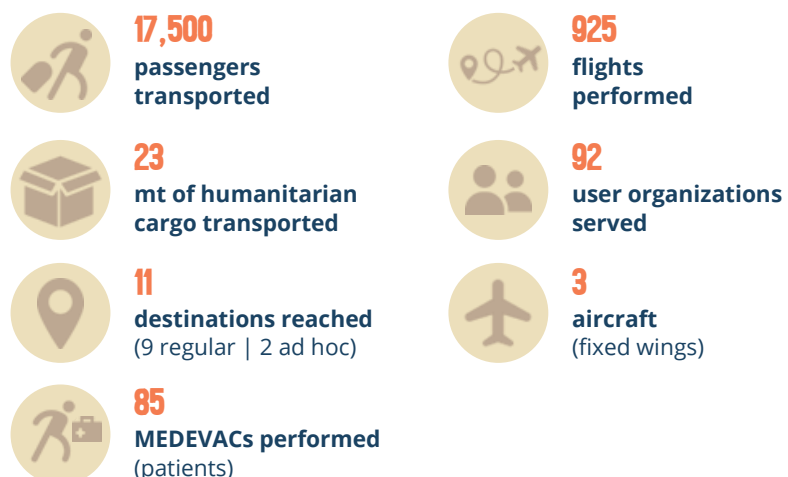 17,500
passengers
transported
925
flights
performed
23
mt of humanitarian
cargo transported
92
user organizations
served
11
destinations reached
(9 regular | 2 ad hoc)
3
aircraft
(fixed wings)
85
MEDEVACs performed
(patients)